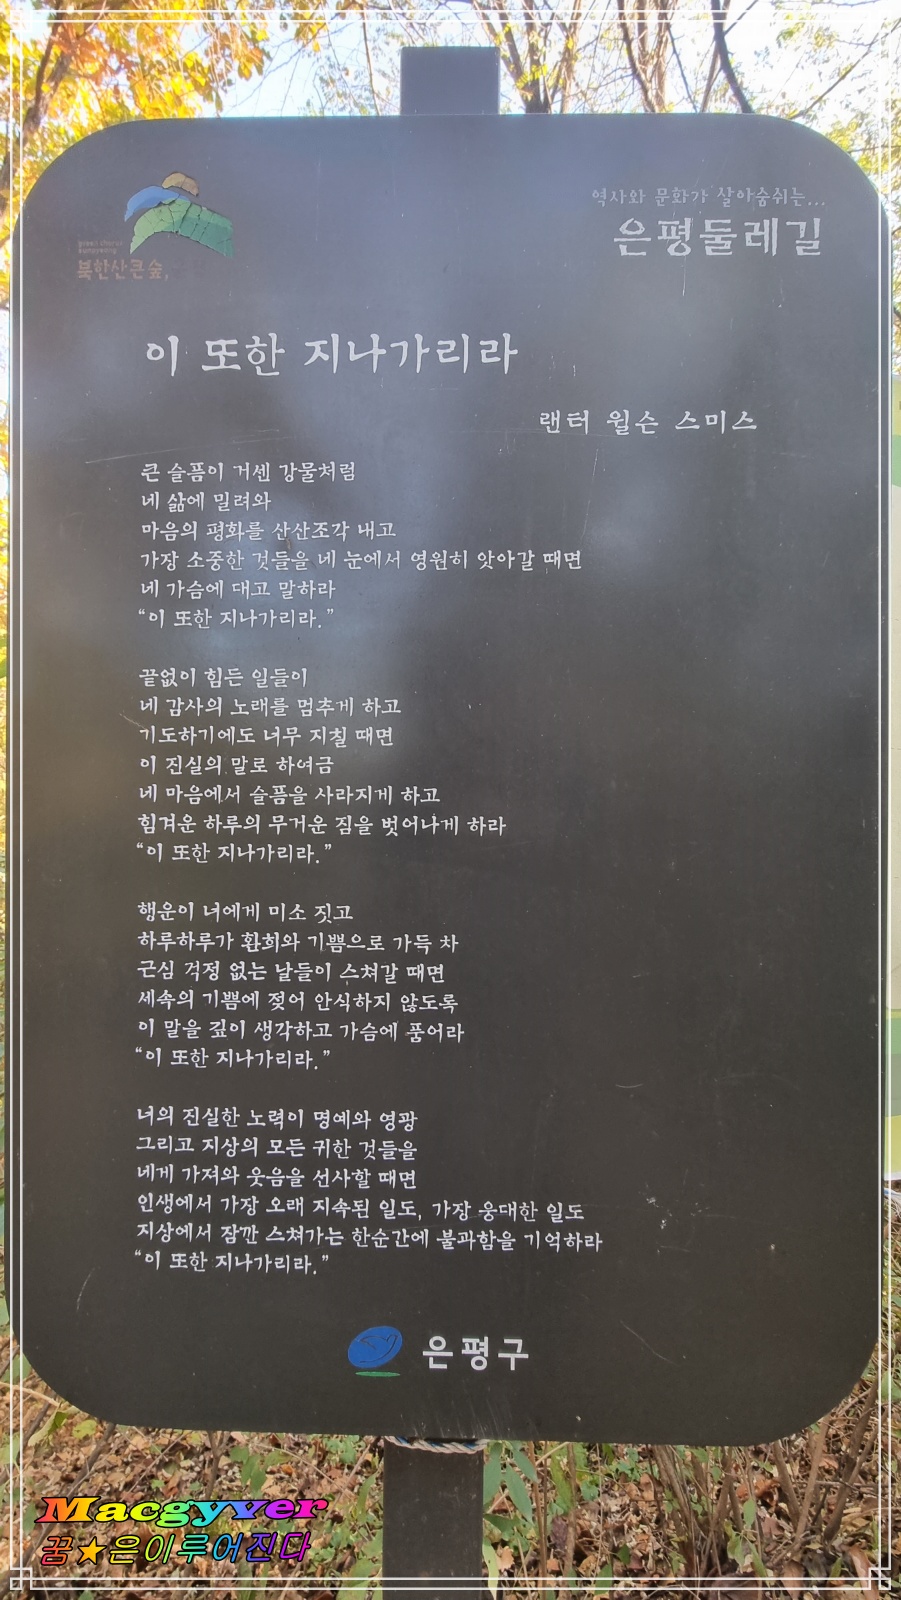 역사와 문화가 살아숨쉬는...
은평둘레길
북한산큰숲,
이 또한 지나가리라
랜터 윌슨 스미스
큰 슬픔이 거센 강물처럼
네 삶에 밀려와
마음의 평화를 산산조각 내고
가장 소중한 것들을 네 눈에서 영원히 앗아갈 때면
네 가슴에 대고 말하라
“이 또한 지나가리라.”
끝없이 힘든 일들이
네 감사의 노래를 멈추게 하고
기도하기에도 너무 지칠 때면
이 진실의 말로 하여금
네 마음에서 슬픔을 사라지게 하고
힘겨운 하루의 무거운 짐을 벗어나게 하라
“이 또한 지나가리라.”
행운이 너에게 미소 짓고
하루하루가 환희와 기쁨으로 가득 차
근심 걱정 없는 날들이 스쳐갈 때면
세속의 기쁨에 젖어 안식하지 않도록
이 말을 깊이 생각하고 가슴에 품어라
“이 또한 지나가리라.”
너의 진실한 노력이 명예와 영광
그리고 지상의 모든 귀한 것들을
네게 가져와 웃음을 선사할 때면
인생에서 가장 오래 지속된 일도, 가장 웅대한 일도
지상에서 잠깐 스쳐가는 한순간에 불과함을 기억하라
“이 또한 지나가리라.”
은평구
Macgyver
꿈★은이루어진다